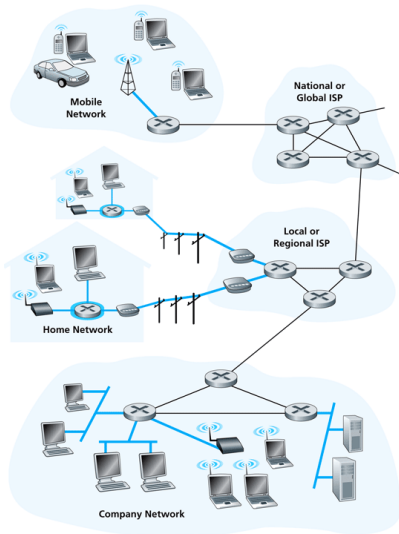 Mobile
Network
National or
Global ISP
Local or
Regional ISP
Home Network
Company Network